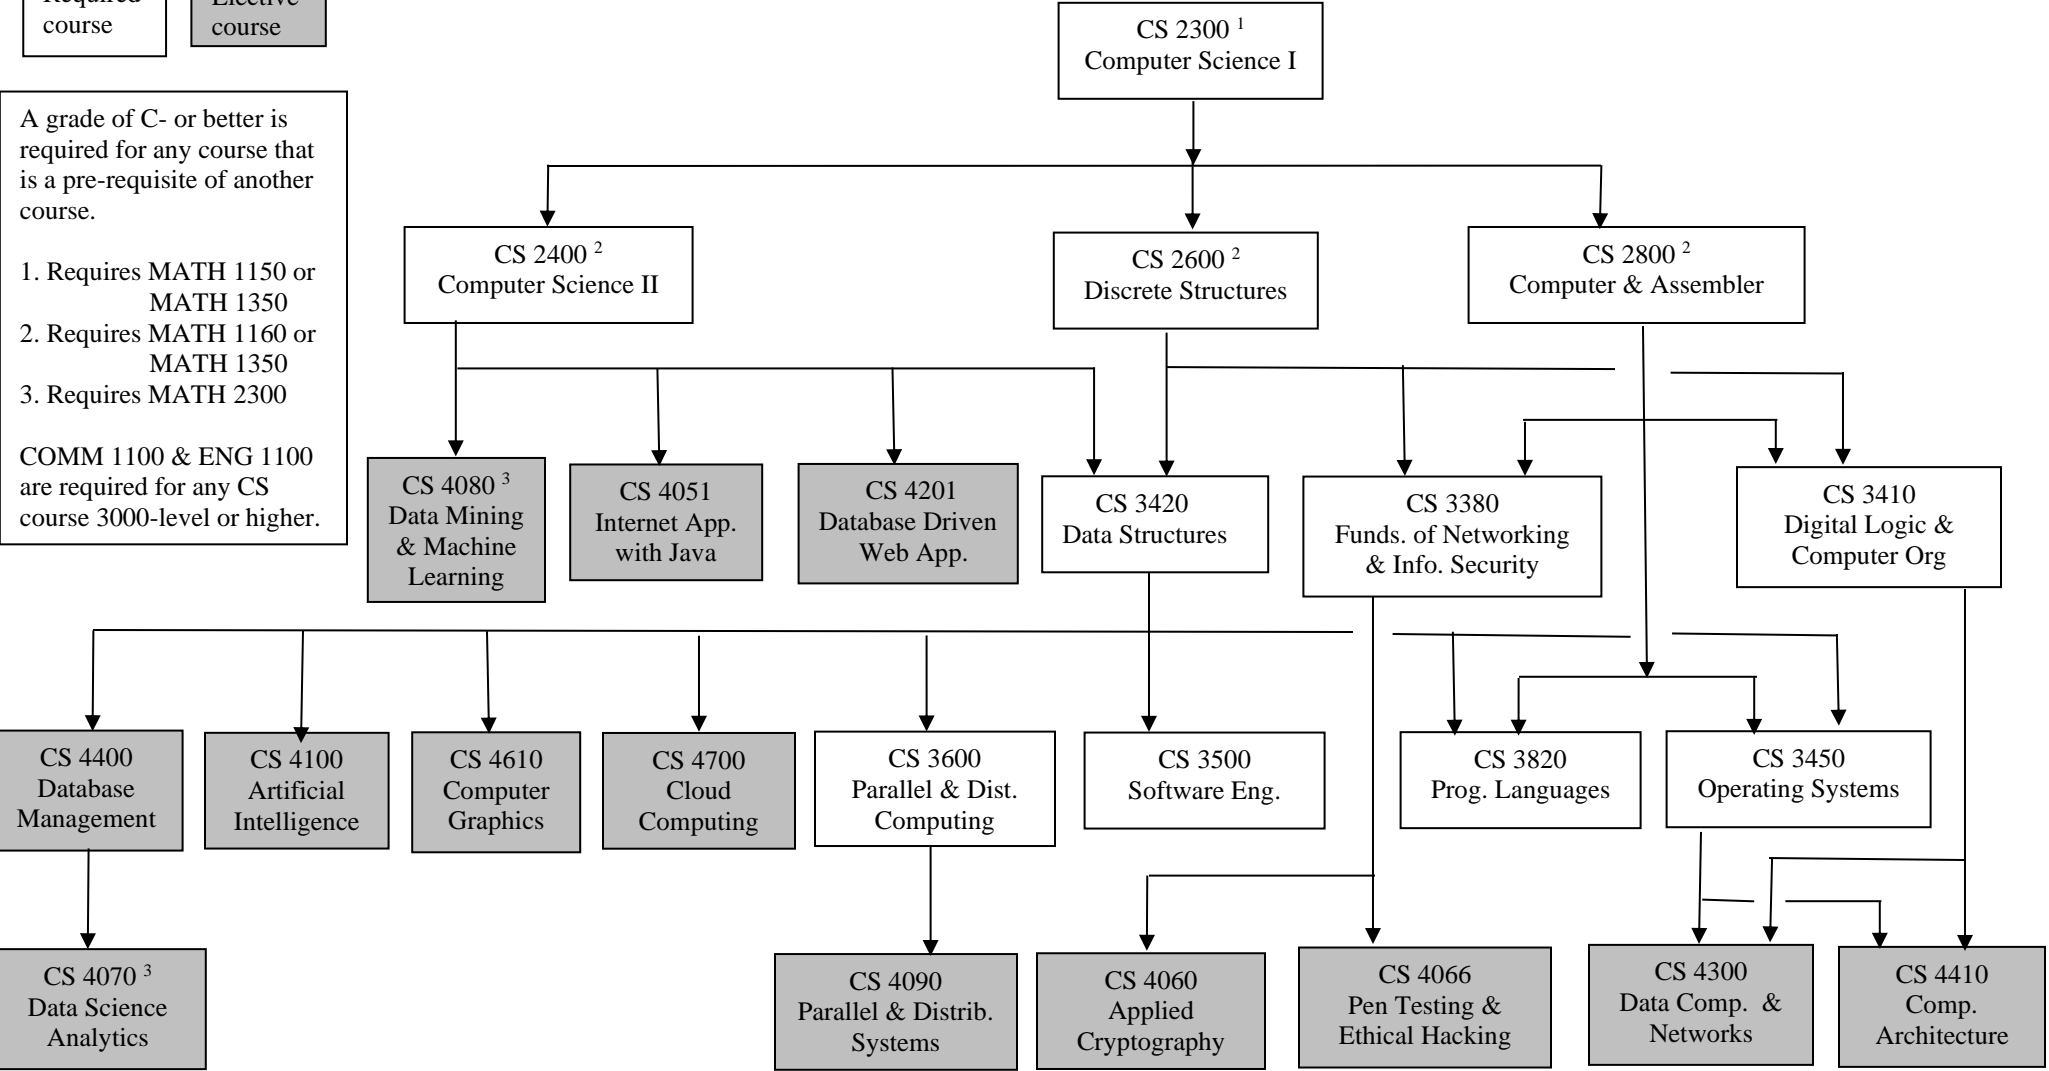 Required
course
Elective
course
A grade of C- or better is
required for any course that
is a pre-requisite of another
course.
1. Requires MATH 1150 or
MATH 1350
2. Requires MATH 1160 or
MATH 1350
3. Requires MATH 2300
COMM 1100 & ENG 1100
are required for any CS
course 3000-level or higher.
CS 2300 1
Computer Science I
CS 2400 2
Computer Science II
CS 2600 2
Discrete Structures
CS 2800 2
Computer & Assembler
CS 4080 3
Data Mining
& Machine
Learning
CS 4051
Internet App.
with Java
CS 4201
Database Driven
Web App.
CS 3420
Data Structures
CS 3380
Funds. of Networking
& Info. Security
CS 3410
Digital Logic &
Computer Org
CS 4400
Database
Management
CS 4100
Artificial
Intelligence
CS 4610
Computer
Graphics
CS 4700
Cloud
Computing
CS 3600
Parallel & Dist.
Computing
CS 3500
Software Eng.
CS 3820
Prog. Languages
CS 3450
Operating Systems
CS 4070 3
Data Science
Analytics
CS 4090
Parallel & Distrib.
Systems
CS 4060
Applied
Cryptography
CS 4066
Pen Testing &
Ethical Hacking
CS 4300
Data Comp. &
Networks
CS 4410
Comp.
Architecture